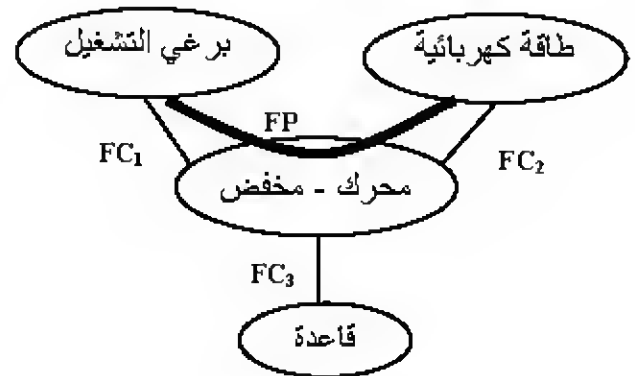 برغي التشغيل
طاقة كهربائية
FP
FC₁
FC₂
محرك - مخفض
FC₃
قاعدة